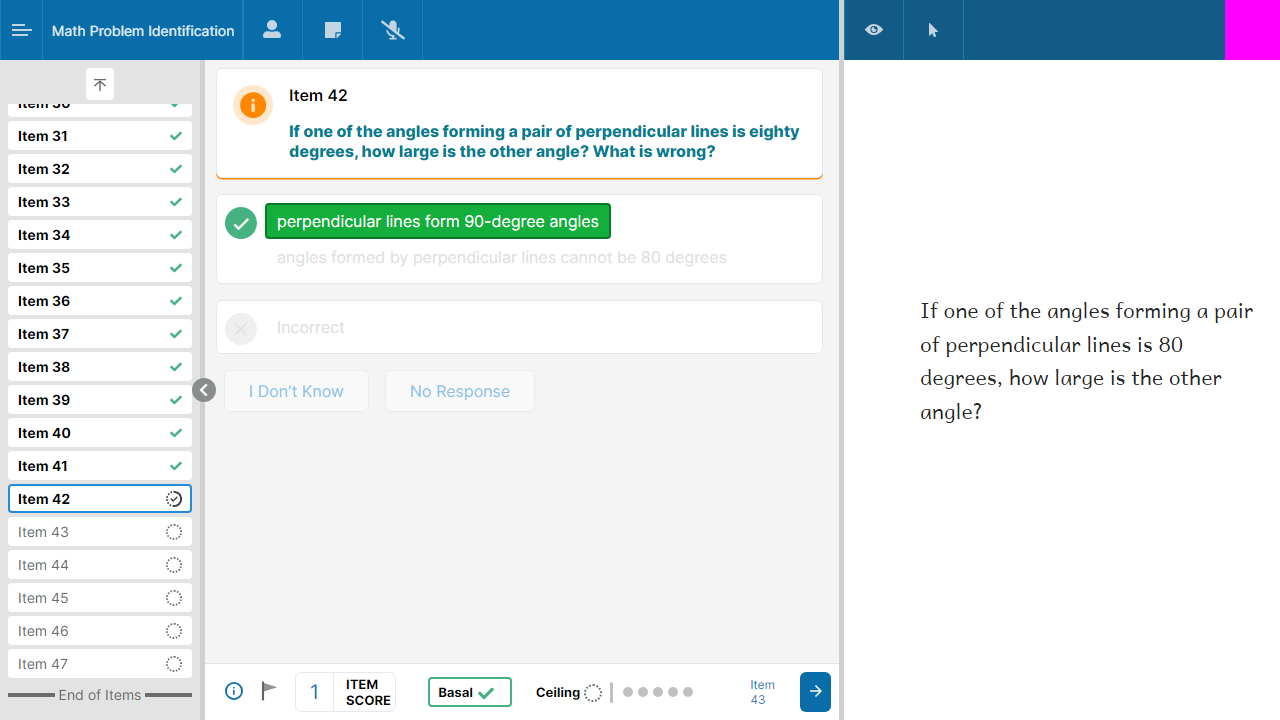 Math Problem Identification
Item 30
Item 31
Item 32
Item 33
Item 34
Item 35
Item 36
Item 37
Item 38
Item 39
Item 40
Item 41
Item 42
Item 43
Item 44
Item 45
Item 46
Item 47
End of Items
Item 42
If one of the angles forming a pair of perpendicular lines is eighty
degrees, how large is the other angle? What is wrong?
perpendicular lines form 90-degree angles
angles formed by perpendicular lines cannot be 80 degrees
Incorrect
I Don't Know
No Response
1
ITEM
SCORE
Basal
Ceiling
Item
43
If one of the angles forming a pair
of perpendicular lines is 80
degrees, how large is the other
angle?